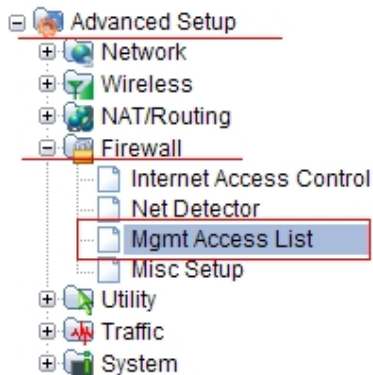 Advanced Setup
Network
Wireless
NAT/Routing
Firewall
Internet Access Control
Net Detector
Mgmt Access List
Misc Setup
Utility
Traffic
System